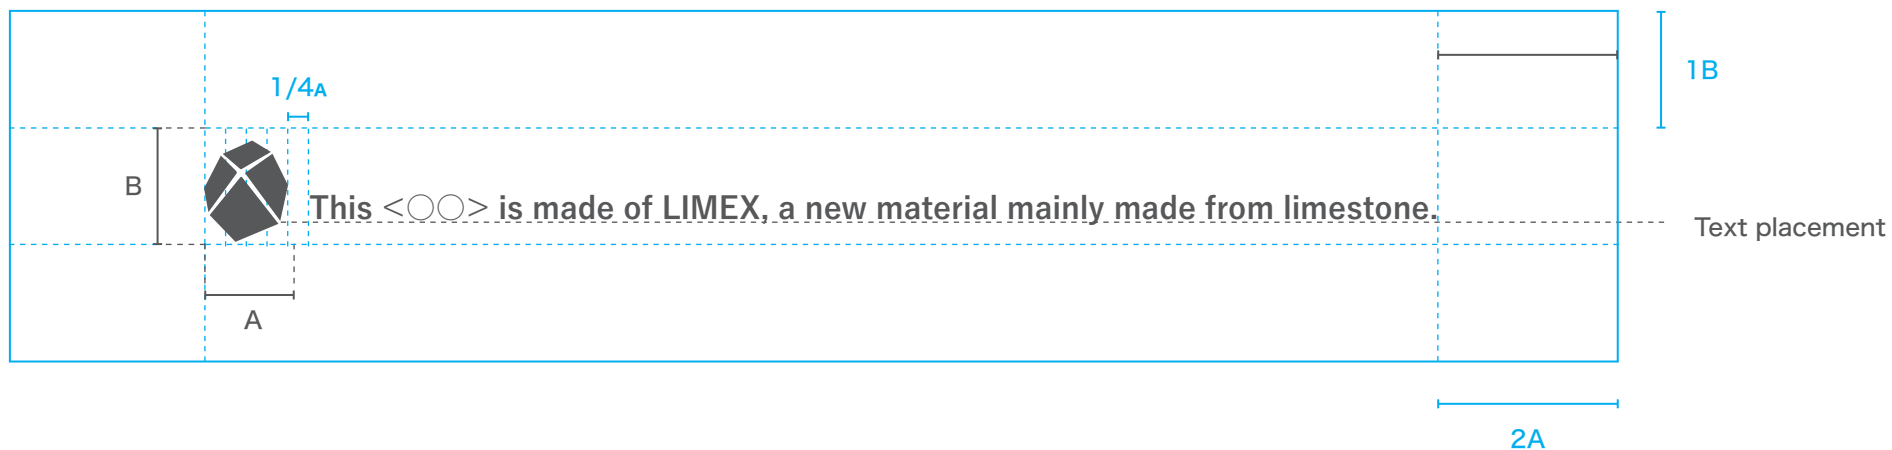 1/4A
1B
B
This <○○> is made of LIMEX, a new material mainly made from limestone.
Text placement
A
2A